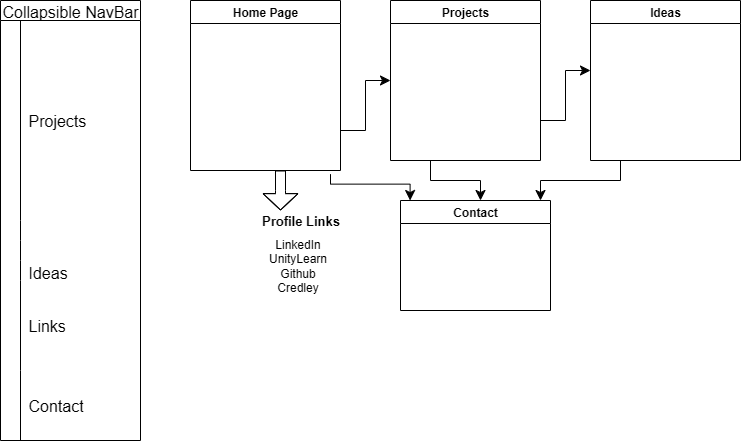 Collapsible NavBar
Projects
Ideas
Links
Contact
Home Page
Projects
Ideas
Profile Links
LinkedIn
UnityLearn
Github
Credley
Contact